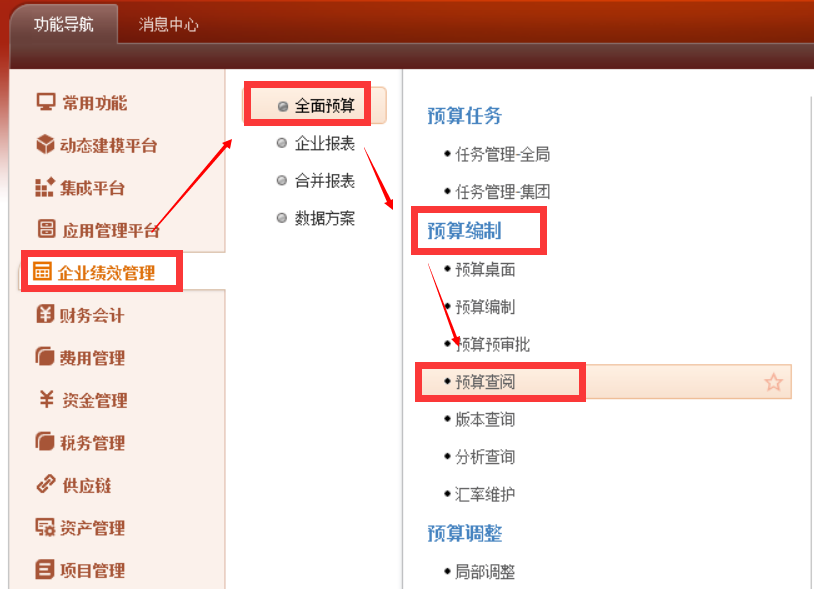 功能导航
消息中心
常用功能
动态建模平台
集成平台
应用管理平台
企业绩效管理
财务会计
费用管理
资金管理
税务管理
供应链
资产管理
项目管理
全面预算
企业报表
合并报表
数据方案
预算任务
任务管理-全局
任务管理-集团
预算编制
预算桌面
预算编制
预算预审批
预算查阅
版本查询
分析查询
汇率维护
预算调整
局部调整